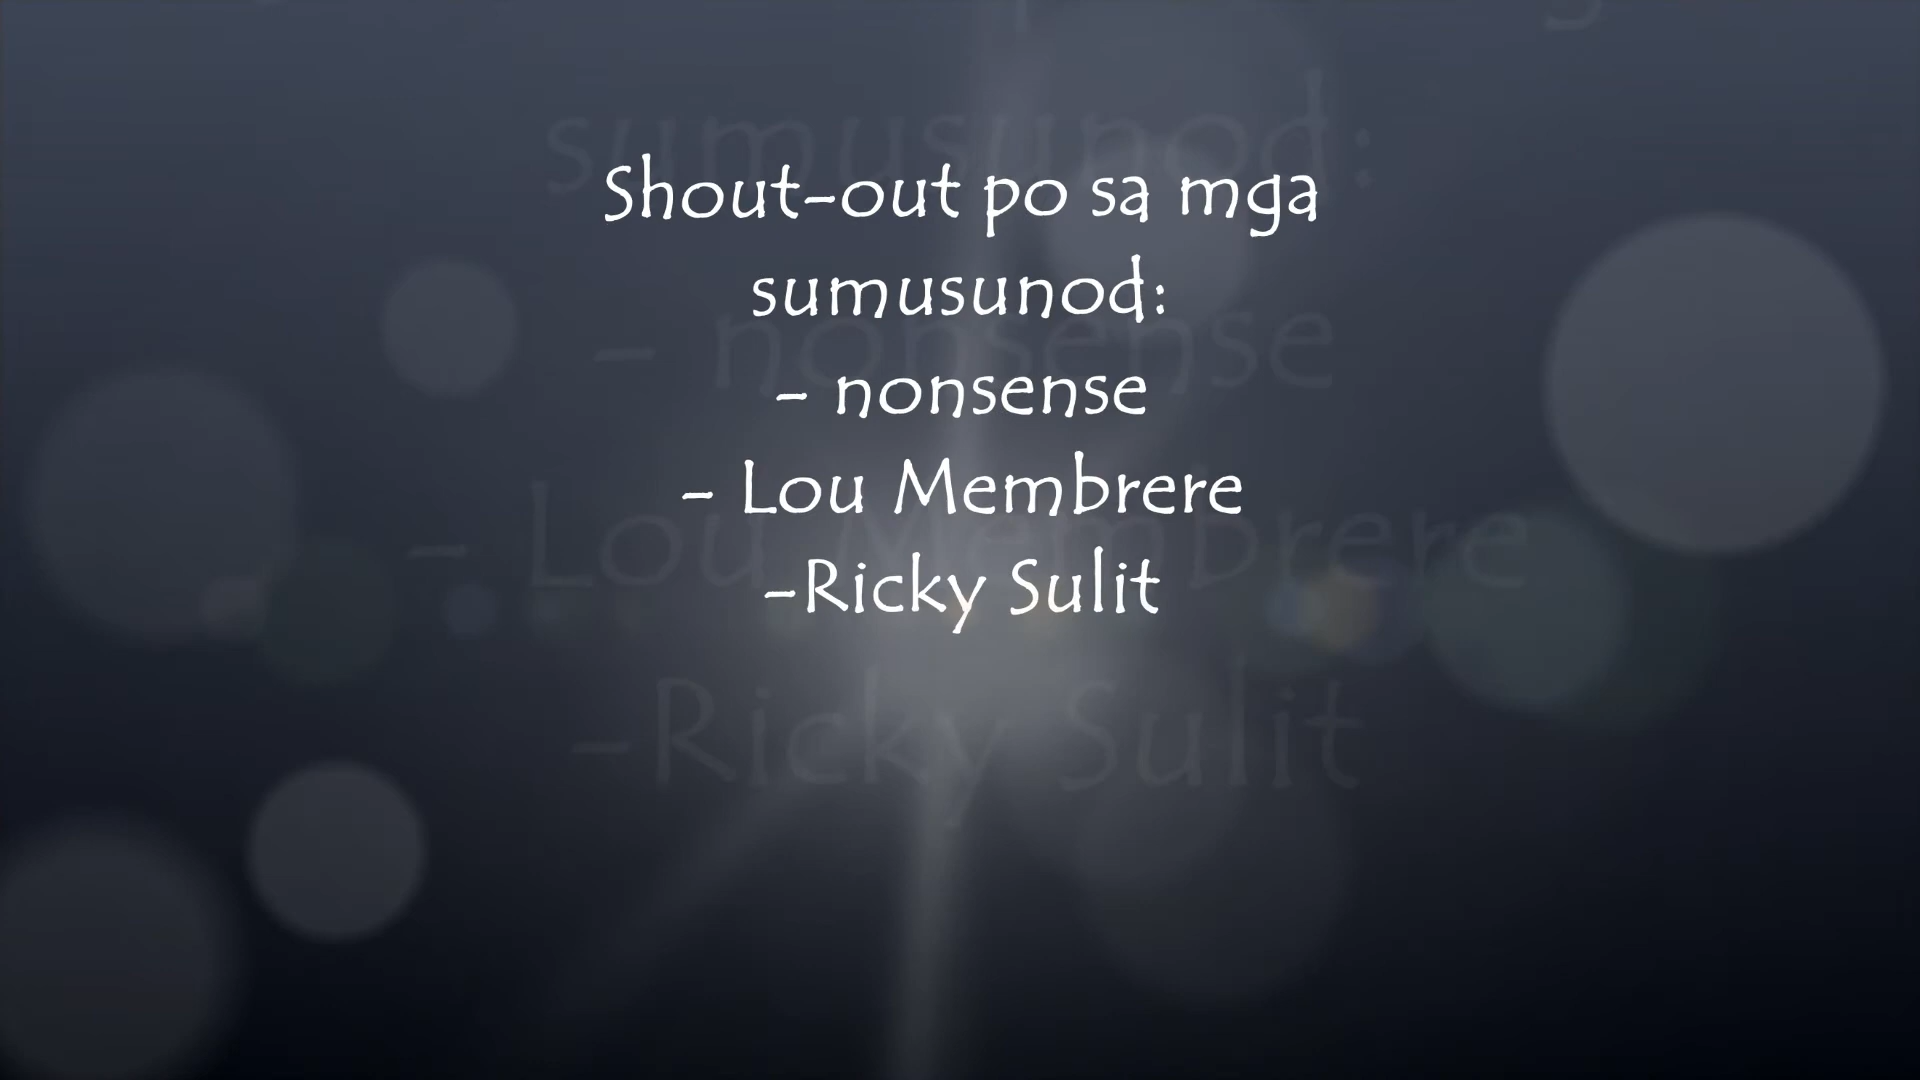 Shout-out po sa mga
sumusunod:
- nonsense
- Lou Membrere
-Ricky Sulit